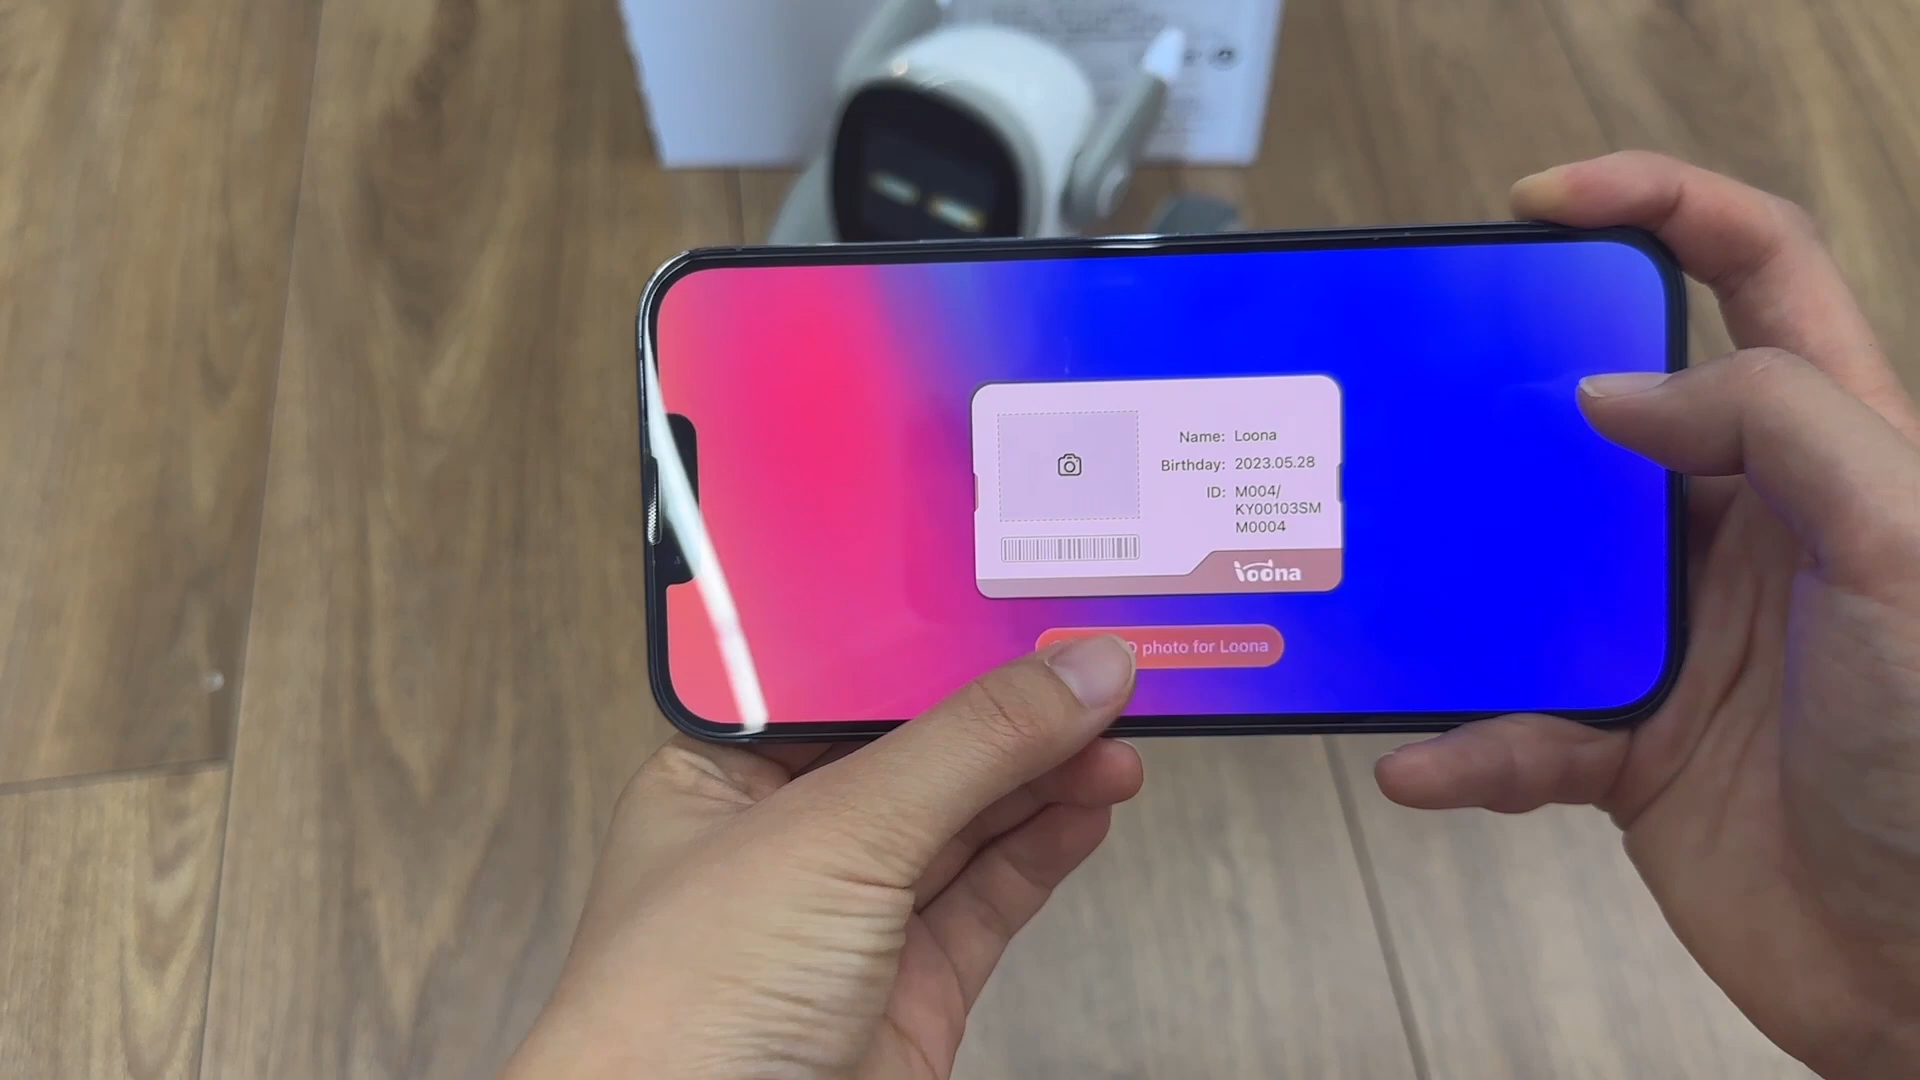 Name: Loona
Birthday: 2023.05.28
ID: M004/
KY00103SM
M0004
loona
photo for Loona